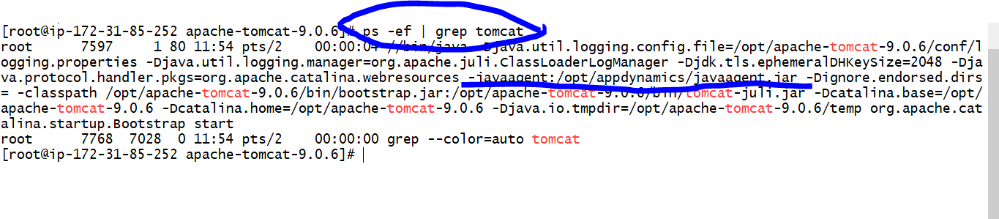 [root@ip-172-31-85-252 apache-tomcat-9.0.6]# ps -ef | grep tomcat
root      7597     1 80 11:54 pts/2    00:00:04 //bin/java -Djava.util.logging.config.file=/opt/apache-tomcat-9.0.6/conf/l
ogging.properties -Djava.util.logging.manager=org.apache.juli.ClassLoaderLogManager -Djdk.tls.ephemeralDHKeySize=2048 -Dja
va.protocol.handler.pkgs=org.apache.catalina.webresources -javaagent:/opt/appdynamics/javaagent.jar -Dignore.endorsed.dirs
= -classpath /opt/apache-tomcat-9.0.6/bin/bootstrap.jar:/opt/apache-tomcat-9.0.6/bin/tomcat-juli.jar -Dcatalina.base=/opt/
apache-tomcat-9.0.6 -Dcatalina.home=/opt/apache-tomcat-9.0.6 -Djava.io.tmpdir=/opt/apache-tomcat-9.0.6/temp org.apache.cat
alina.startup.Bootstrap start
root      7768  7028  0 11:54 pts/2    00:00:00 grep --color=auto tomcat
[root@ip-172-31-85-252 apache-tomcat-9.0.6]#